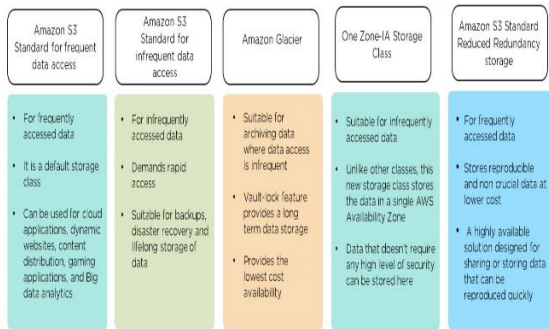 Amazon S3
Standard for frequent
data access
For frequently
accessed data
It is a default storage
class
Can be used for cloud
applications, dynamic
websites, content
distribution, gaming
applications, and Big
data analytics
Amazon S3
Standard for
infrequent data
access
For infrequently
accessed data
Demands rapid
access
Suitable for backups,
disaster recovery and
lifelong storage of
data
Amazon Glacier
Suitable for
archiving data
where data access
is infrequent
Vault-lock feature
provides a long
term data storage
Provides the
lowest cost
availability
One Zone-IA Storage
Class
Suitable for infrequently
accessed data
Unlike other classes, this
new storage class stores
the data in a single AWS
Availability Zone
Data that doesn't require
any high level of security
can be stored here
Amazon S3 Standard
Reduced Redundancy
storage
For frequently
accessed data
Stores reproducible
and non crucial data at
lower cost
A highly available
solution designed for
sharing or storing data
that can be
reproduced quickly